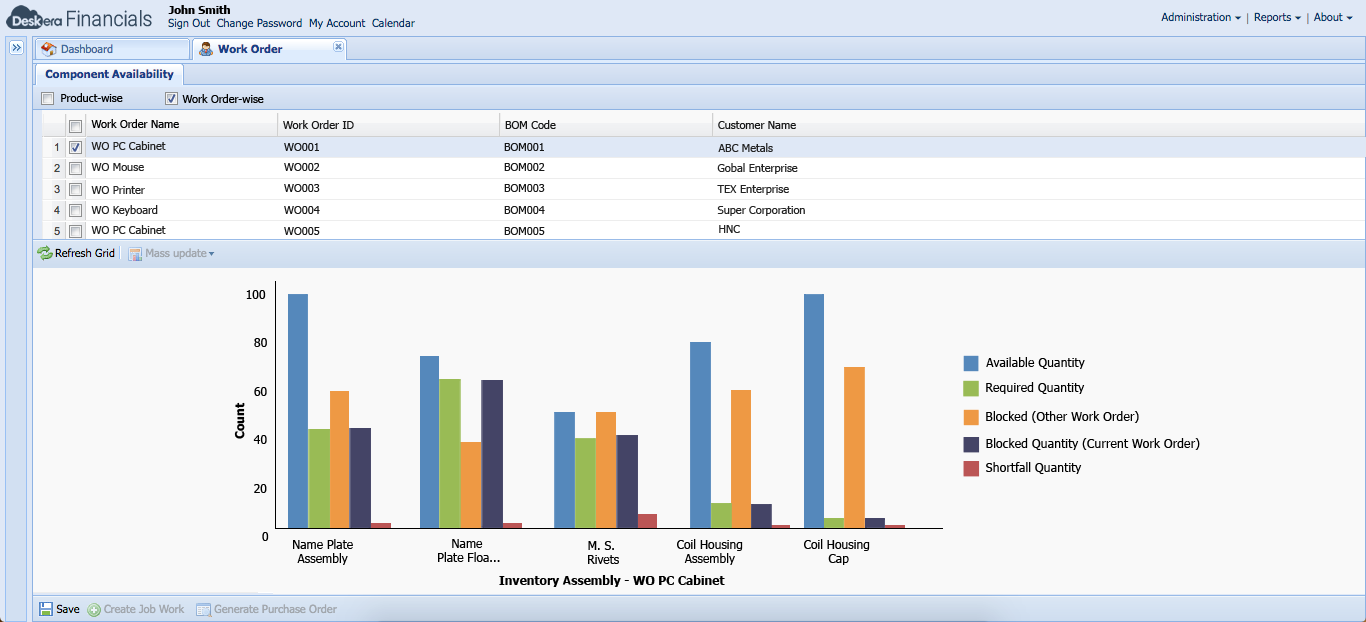 Deskera Financials
John Smith
Sign Out Change Password My Account Calendar
Administration | Reports | About
Dashboard
Work Order
Component Availability
Product-wise Work Order-wise
Work Order Name Work Order ID BOM Code Customer Name
1 WO PC Cabinet WO001 BOM001 ABC Metals
2 WO Mouse WO002 BOM002 Gobal Enterprise
3 WO Printer WO003 BOM003 TEX Enterprise
4 WO Keyboard WO004 BOM004 Super Corporation
5 WO PC Cabinet WO005 BOM005 HNC
Refresh Grid Mass update
100
80
60
40
20
0
Count
Available Quantity
Required Quantity
Blocked (Other Work Order)
Blocked Quantity (Current Work Order)
Shortfall Quantity
Name Plate
Assembly
Name
Plate Floa...
M. S.
Rivets
Coil Housing
Assembly
Coil Housing
Cap
Inventory Assembly - WO PC Cabinet
Save Create Job Work Generate Purchase Order